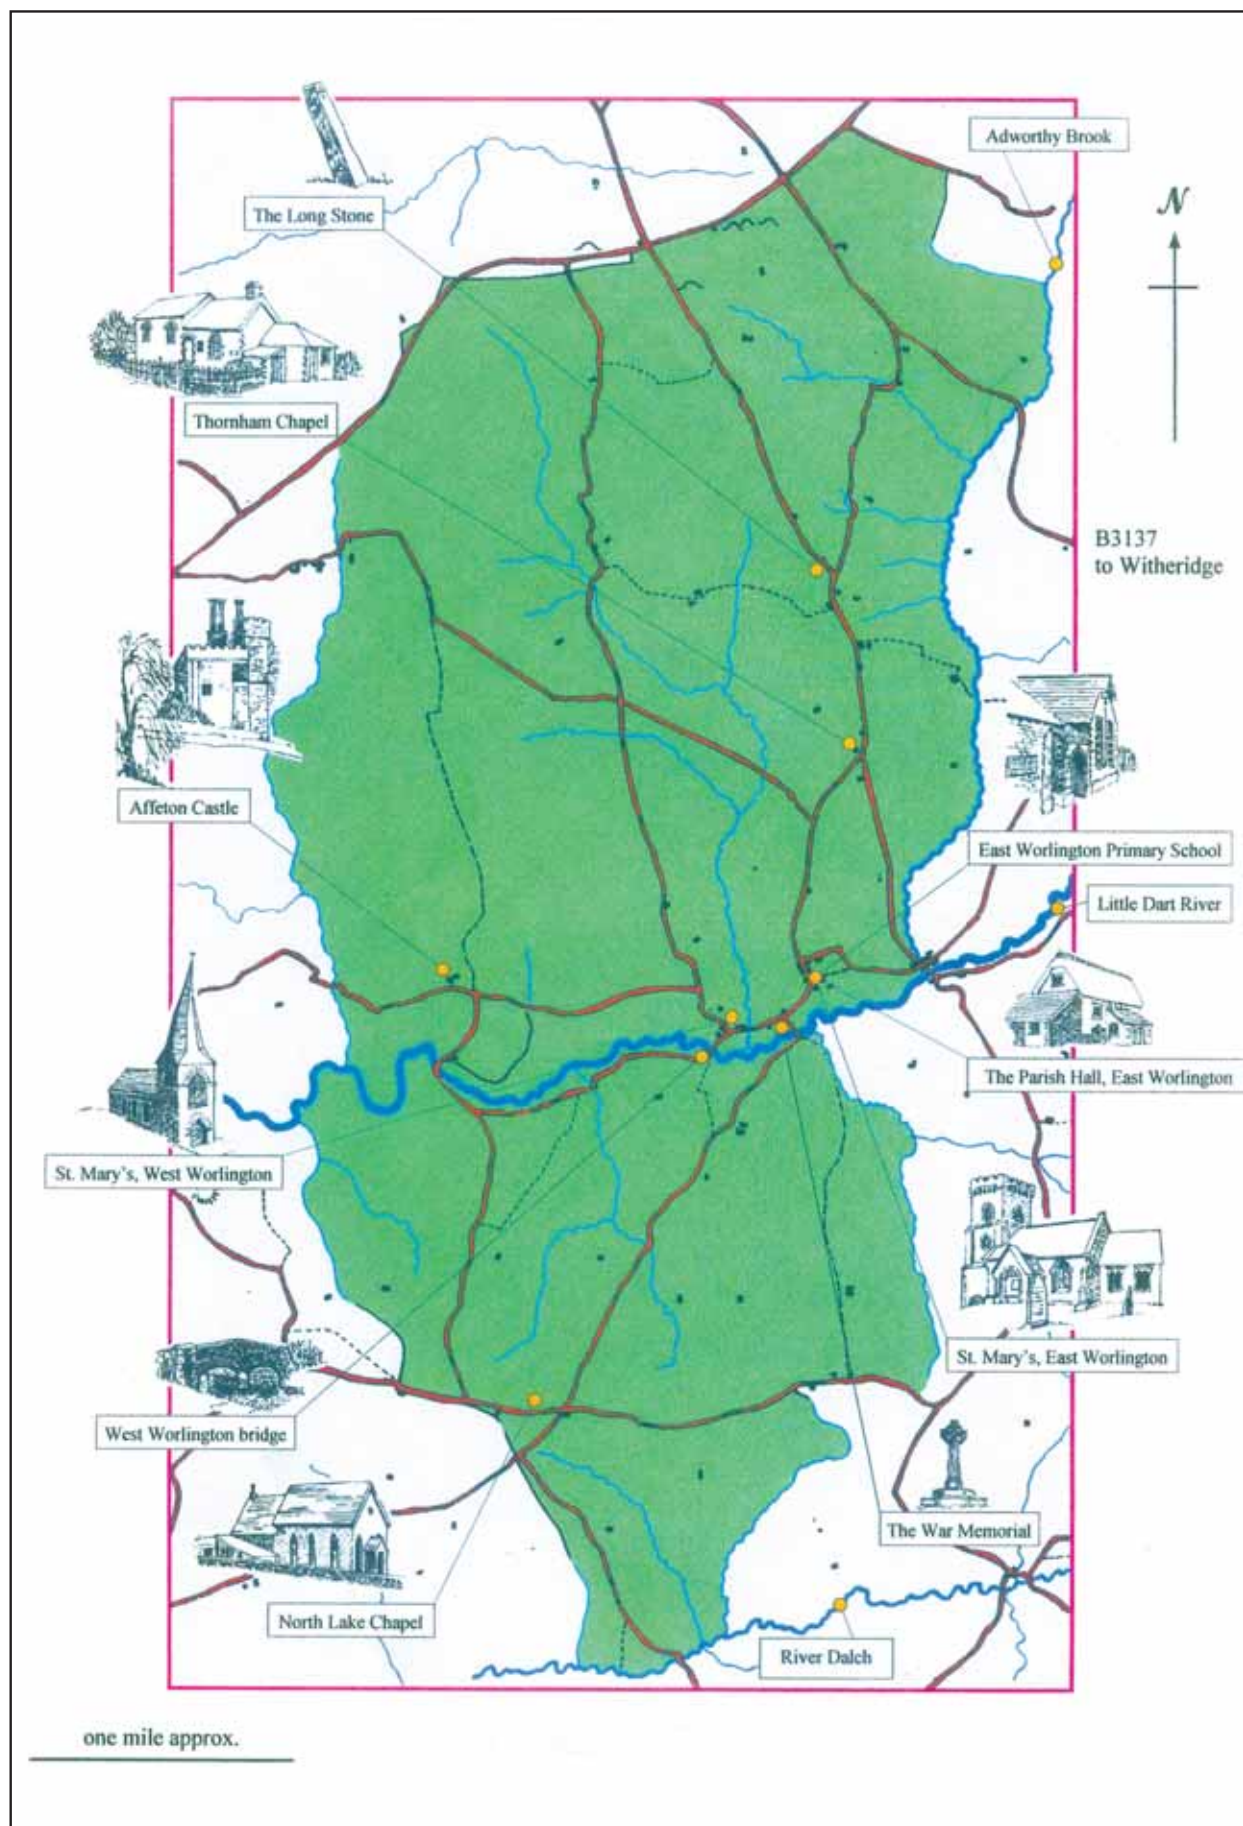 Adworthy Brook
N
The Long Stone
Thornham Chapel
B3137
to Witheridge
Affeton Castle
East Worlington Primary School
Little Dart River
The Parish Hall, East Worlington
St. Mary's, West Worlington
St. Mary's, East Worlington
West Worlington bridge
The War Memorial
North Lake Chapel
River Dalch
one mile approx.